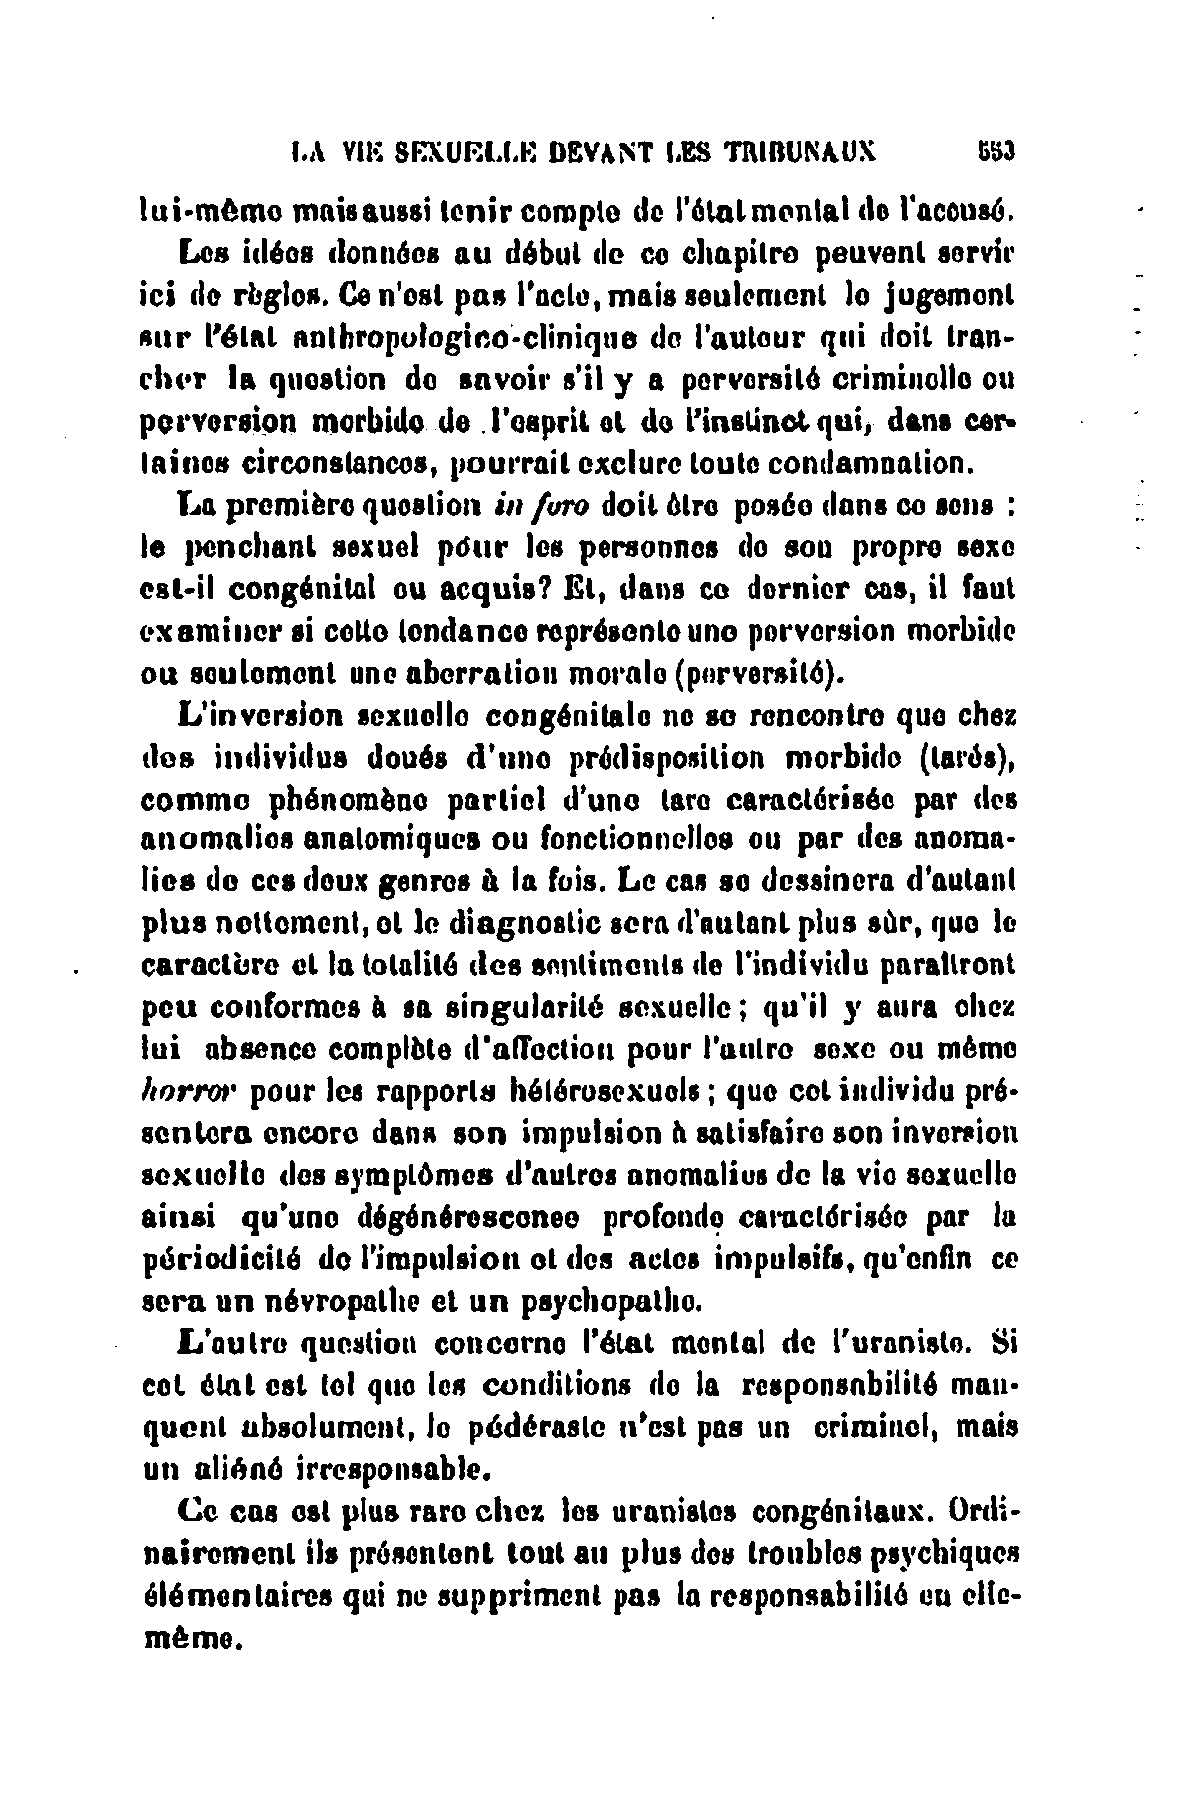 LA VIE SEXUELLE DEVANT LES TRIBUNAUX 553
lui-même mais aussi tenir compte de l'état mental de l'accusé.
Les idées données au début de ce chapitre peuvent servir
ici de règles. Ce n'est pas l'acte, mais seulement le jugement
sur l'état anthropologico-clinique de l'auteur qui doit tran-
cher la question de savoir s'il y a perversité criminelle ou
perversion morbide de l'esprit et de l'instinct qui, dans cer-
taines circonstances, pourrait exclure toute condamnation.
La première question in foro doit être posée dans ce sens :
le penchant sexuel pour les personnes de son propre sexe
est-il congénital ou acquis? Et, dans ce dernier cas, il faut
examiner si cette tendance représente une perversion morbide
ou seulement une aberration morale (perversité).
L'inversion sexuelle congénitale ne se rencontre que chez
des individus doués d'une prédisposition morbide (tarés),
comme phénomène partiel d'une tare caractérisée par des
anomalies anatomiques ou fonctionnelles ou par des anoma-
lies de ces deux genres à la fois. Le cas se dessinera d'autant
plus nettement, et le diagnostic sera d'autant plus sûr, que le
caractère et la totalité des sentiments de l'individu paraîtront
peu conformes à sa singularité sexuelle ; qu'il y aura chez
lui absence complète d'affection pour l'autre sexe ou même
horror pour les rapports hétérosexuels ; que cet individu pré-
sentera encore dans son impulsion à satisfaire son inversion
sexuelle des symptômes d'autres anomalies de la vie sexuelle
ainsi qu'une dégénérescence profonde caractérisée par la
périodicité de l'impulsion et des actes impulsifs, qu'enfin ce
sera un névropathe et un psychopathe.
L'autre question concerne l'état mental de l'uraniste. Si
cet état est tel que les conditions de la responsabilité man-
quent absolument, le pédéraste n'est pas un criminel, mais
un aliéné irresponsable.
Ce cas est plus rare chez les uranistes congénitaux. Ordi-
nairement ils présentent tout au plus des troubles psychiques
élémentaires qui ne suppriment pas la responsabilité en elle-
même.